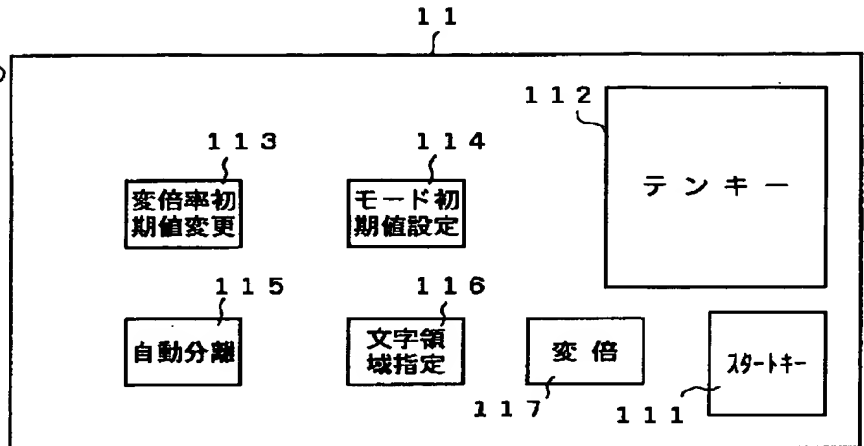 11
112
テンキー
113
変倍率初
期値変更
114
モード初
期値設定
115
自動分離
116
文字領
域指定
変倍
117
スタートキー
111